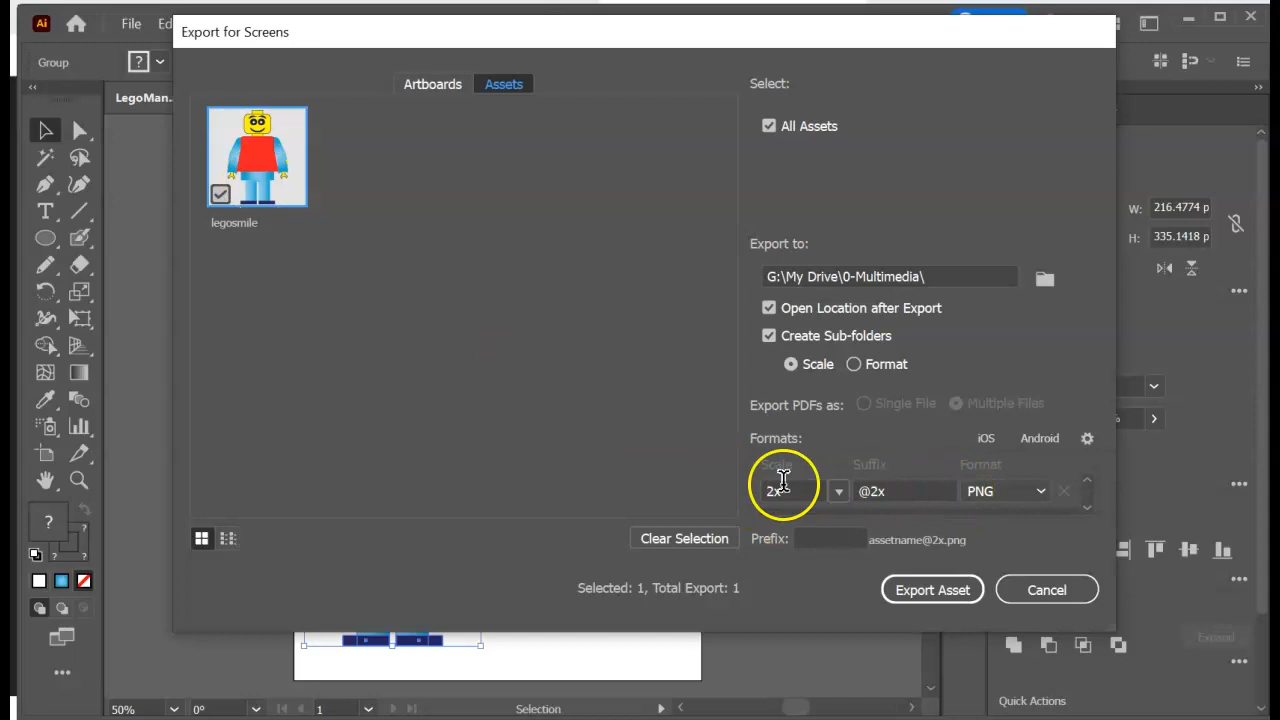 Export for Screens
Ai
File
Ed
Group
?
LegoMan.
Artboards
Assets
legosmile
Clear Selection
Selected: 1, Total Export: 1
Select:
All Assets
Export to:
G:\My Drive\0-Multimedia\
Open Location after Export
Create Sub-folders
Scale
Format
Export PDFs as:
Single File
Multiple Files
Formats:
iOS
Android
Scale
Suffix
Format
2x
@2x
PNG
Prefix:
assetname@2x.png
Export Asset
Cancel
W:
216.4774 p
H:
335.1418 p
%
Expand
Quick Actions
?
?
?
?
50%
0°
1
Selection